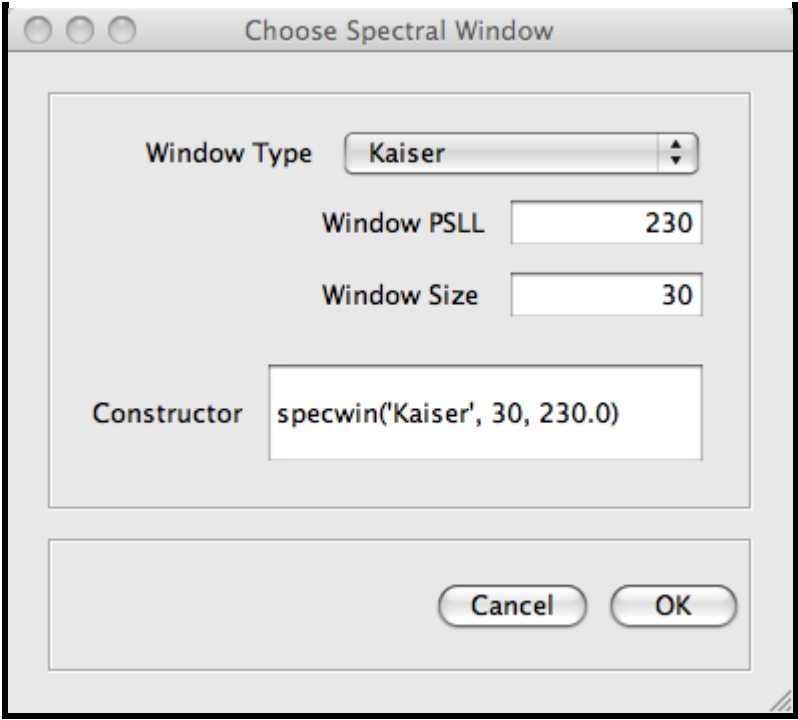 Choose Spectral Window
Window Type Kaiser
Window PSLL 230
Window Size 30
Constructor specwin('Kaiser', 30, 230.0)
Cancel OK